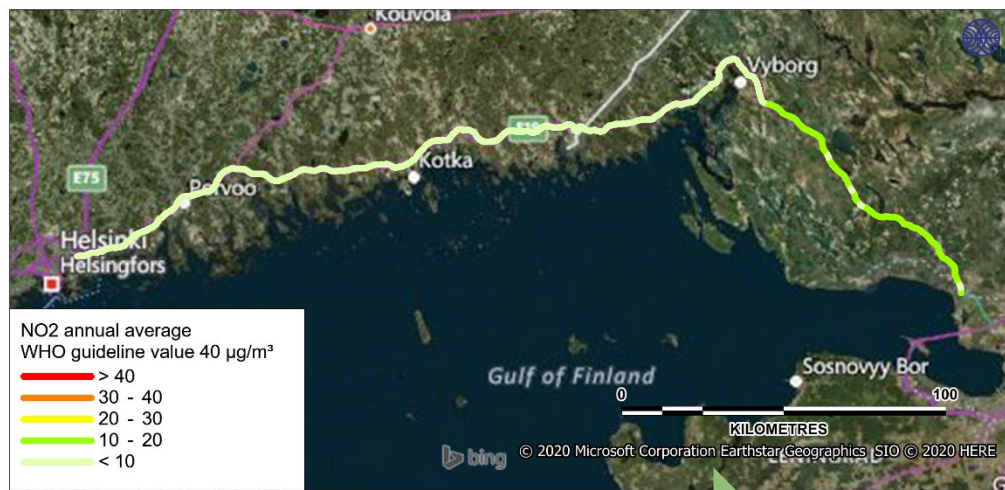 Kouvola
Vyborg
E18
Kotka
E75
Porvoo
Helsinki
Helsingfors
NO2 annual average
WHO guideline value 40 µg/m³
> 40
30 - 40
20 - 30
10 - 20
< 10
Gulf of Finland
Sosnovyy Bor
0 100
KILOMETRES
bing
© 2020 Microsoft Corporation Earthstar Geographics SIO © 2020 HERE
LENINGRAD